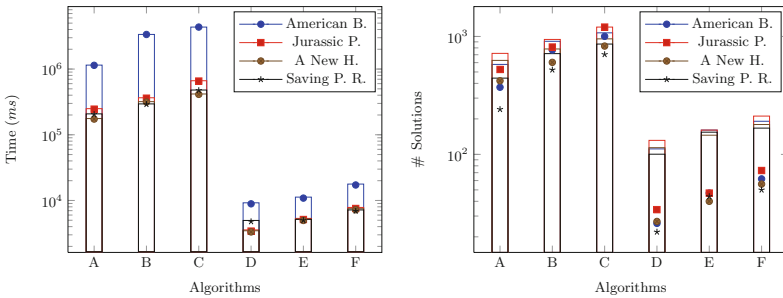 American B.
Jurassic P.
A New H.
Saving P. R.
10^6
10^5
10^4
Time (ms)
A B C D E F
Algorithms
American B.
Jurassic P.
A New H.
Saving P. R.
10^3
10^2
# Solutions
A B C D E F
Algorithms